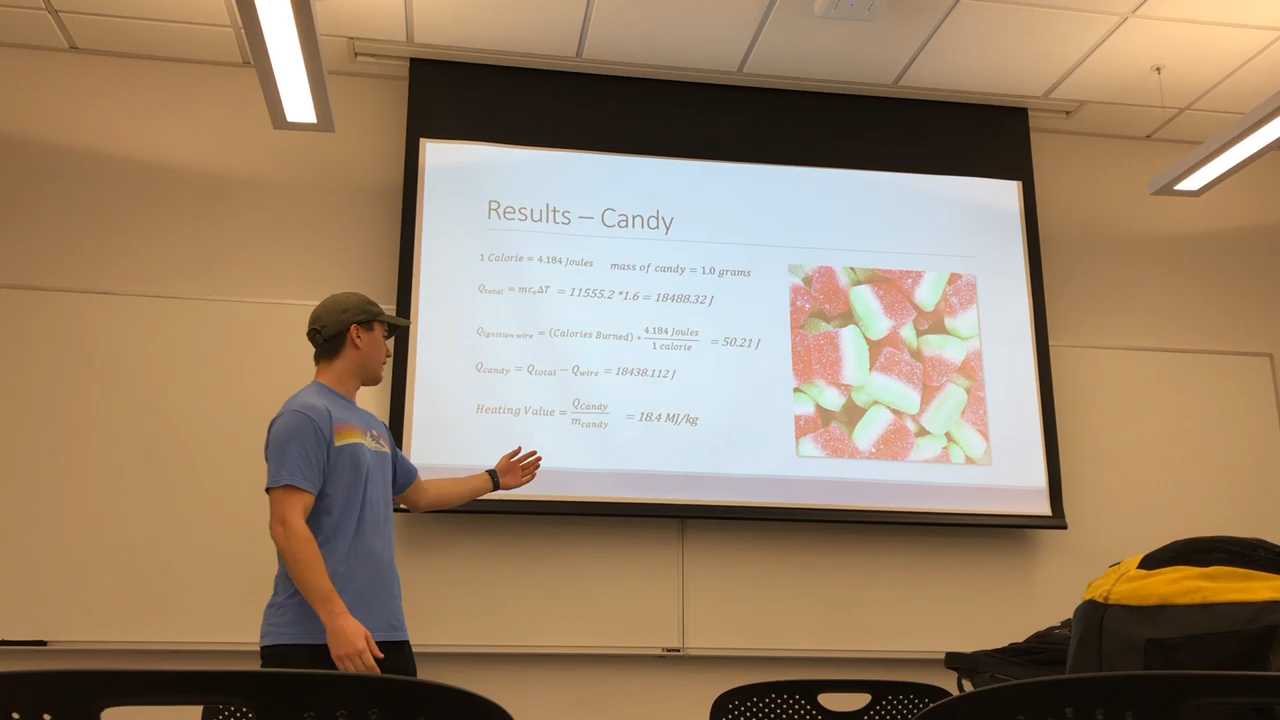 Results – Candy
1 Calorie = 4.184 Joules mass of candy = 1.0 grams
Q_total = mc_vΔT = 11555.2 *1.6 = 18488.32 J
Q_ignition wire = (Calories Burned) * 4.184 Joules / 1 calorie = 50.21 J
Q_candy = Q_total − Q_wire = 18438.112 J
Heating Value = Q_Candy / m_candy = 18.4 MJ/kg